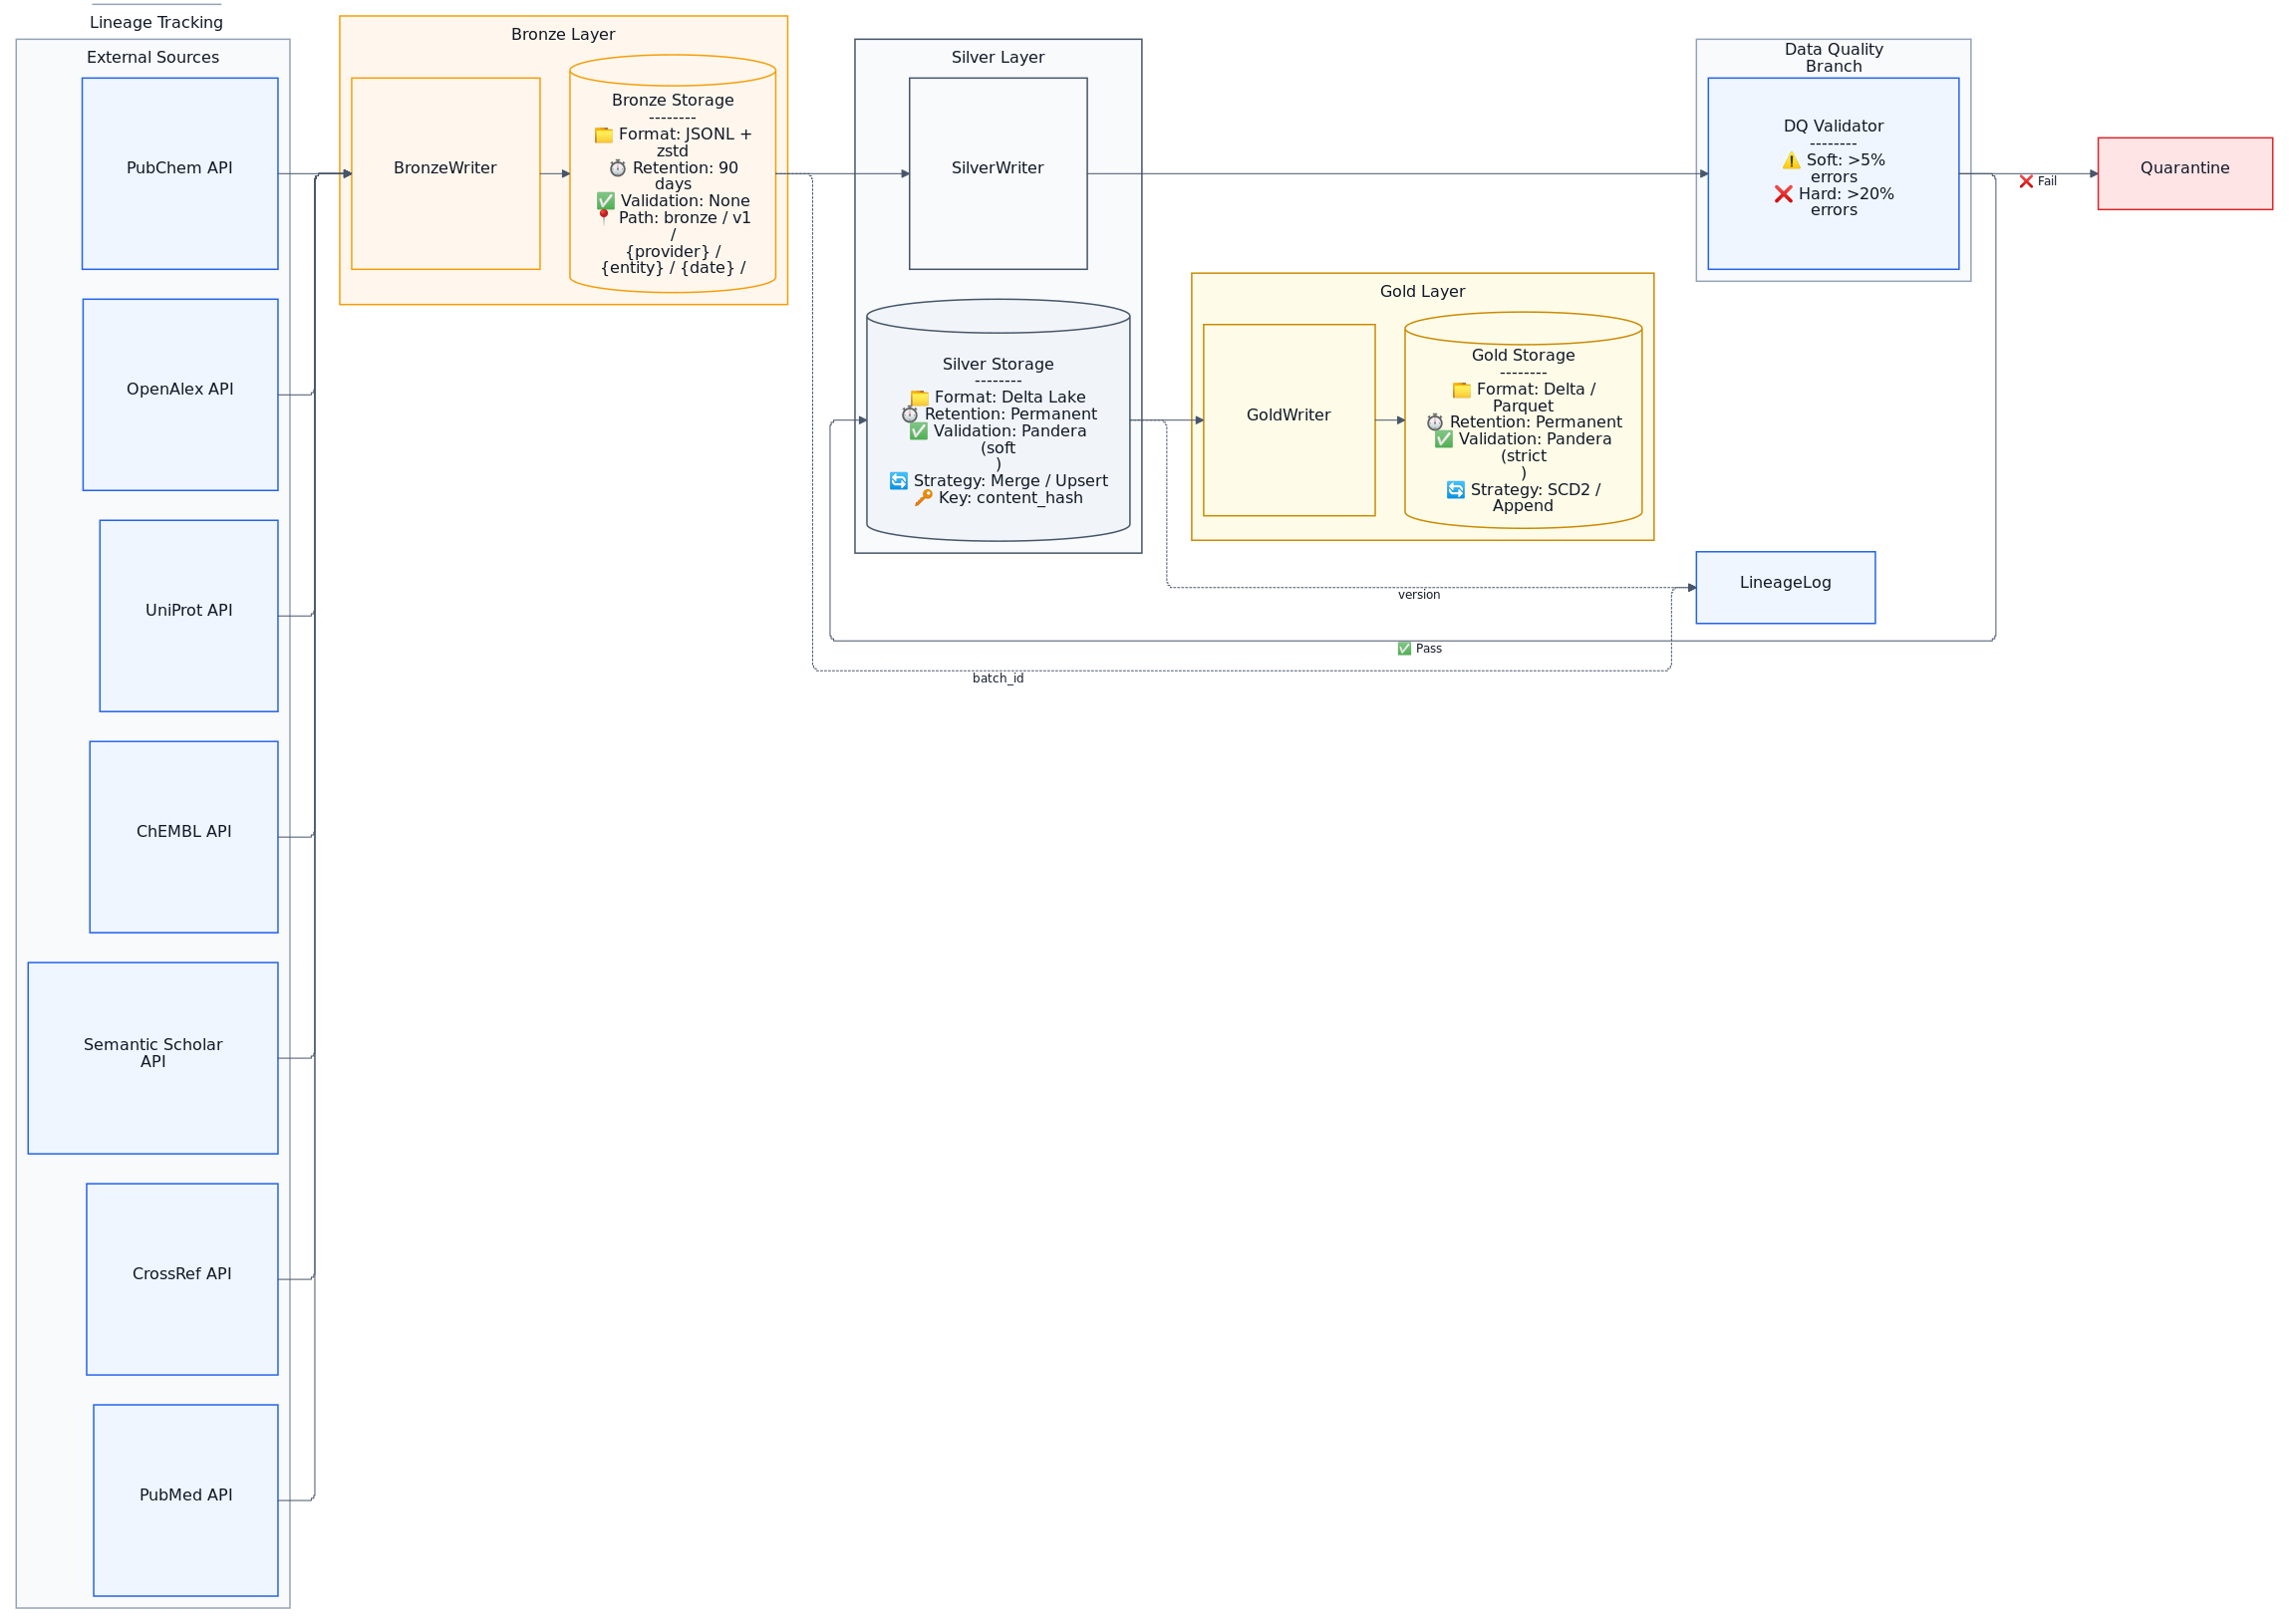 Lineage Tracking
External Sources
PubChem API
OpenAlex API
UniProt API
ChEMBL API
Semantic Scholar
API
CrossRef API
PubMed API
Bronze Layer
BronzeWriter
Bronze Storage
--------
🗂️ Format: JSONL +
zstd
⏱️ Retention: 90
days
✅ Validation: None
📍 Path: bronze / v1
/
{provider} /
{entity} / {date} /
Silver Layer
SilverWriter
Silver Storage
--------
🗂️ Format: Delta Lake
⏱️ Retention: Permanent
✅ Validation: Pandera
(soft
)
🔄 Strategy: Merge / Upsert
🔑 Key: content_hash
Gold Layer
GoldWriter
Gold Storage
--------
🗂️ Format: Delta /
Parquet
⏱️ Retention: Permanent
✅ Validation: Pandera
(strict
)
🔄 Strategy: SCD2 /
Append
Data Quality
Branch
DQ Validator
--------
⚠️ Soft: >5%
errors
❌ Hard: >20%
errors
❌ Fail
Quarantine
LineageLog
version
✅ Pass
batch_id